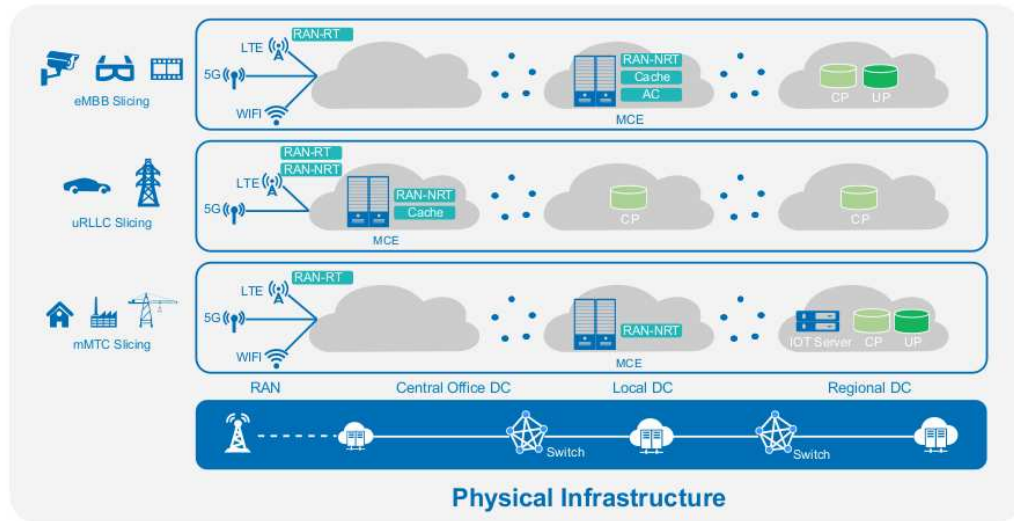 RAN-RT
LTE
5G
WIFI
RAN-NRT
Cache
AC
MCE
CP UP
eMBB Slicing
RAN-RT
RAN-NRT
LTE
5G
RAN-NRT
Cache
MCE
CP
CP
uRLLC Slicing
RAN-RT
LTE
5G
WIFI
RAN-NRT
MCE
IOT Server CP UP
mMTC Slicing
RAN Central Office DC Local DC Regional DC
Switch Switch
Physical Infrastructure